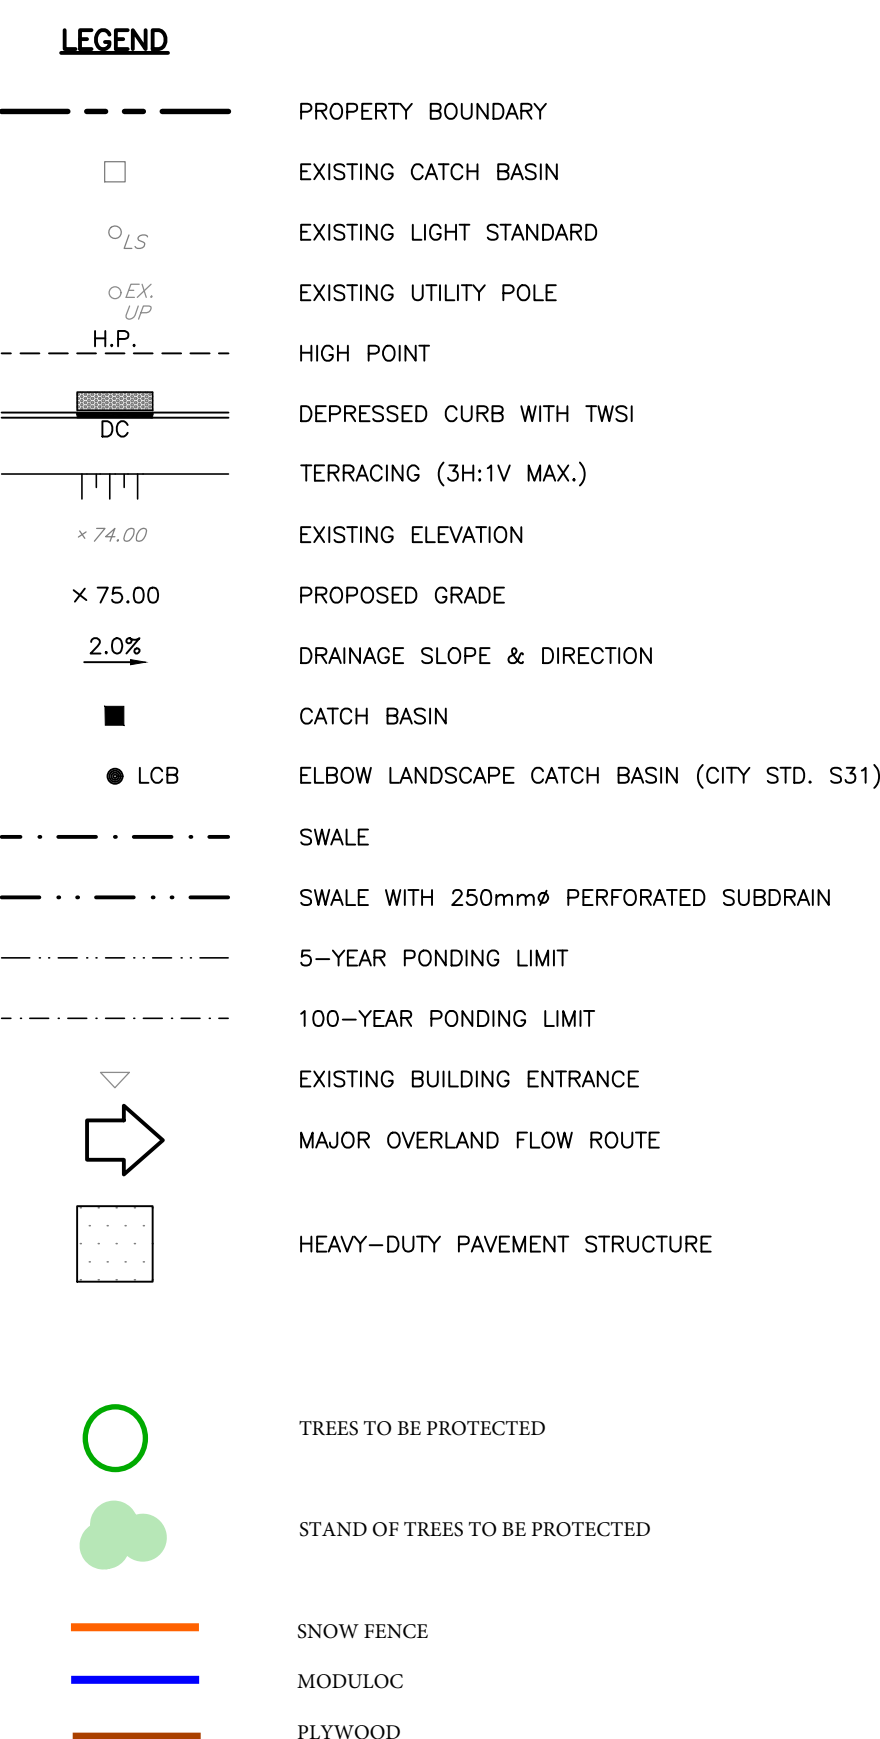 LEGEND
PROPERTY BOUNDARY
EXISTING CATCH BASIN
LS EXISTING LIGHT STANDARD
EX. EXISTING UTILITY POLE
UP
H.P.
HIGH POINT
DEPRESSED CURB WITH TWSI
DC
TERRACING (3H:1V MAX.)
× 74.00 EXISTING ELEVATION
× 75.00 PROPOSED GRADE
2.0% DRAINAGE SLOPE & DIRECTION
CATCH BASIN
LCB ELBOW LANDSCAPE CATCH BASIN (CITY STD. S31)
SWALE
SWALE WITH 250mmø PERFORATED SUBDRAIN
5-YEAR PONDING LIMIT
100-YEAR PONDING LIMIT
EXISTING BUILDING ENTRANCE
MAJOR OVERLAND FLOW ROUTE
HEAVY-DUTY PAVEMENT STRUCTURE
TREES TO BE PROTECTED
STAND OF TREES TO BE PROTECTED
SNOW FENCE
MODULOC
PLYWOOD